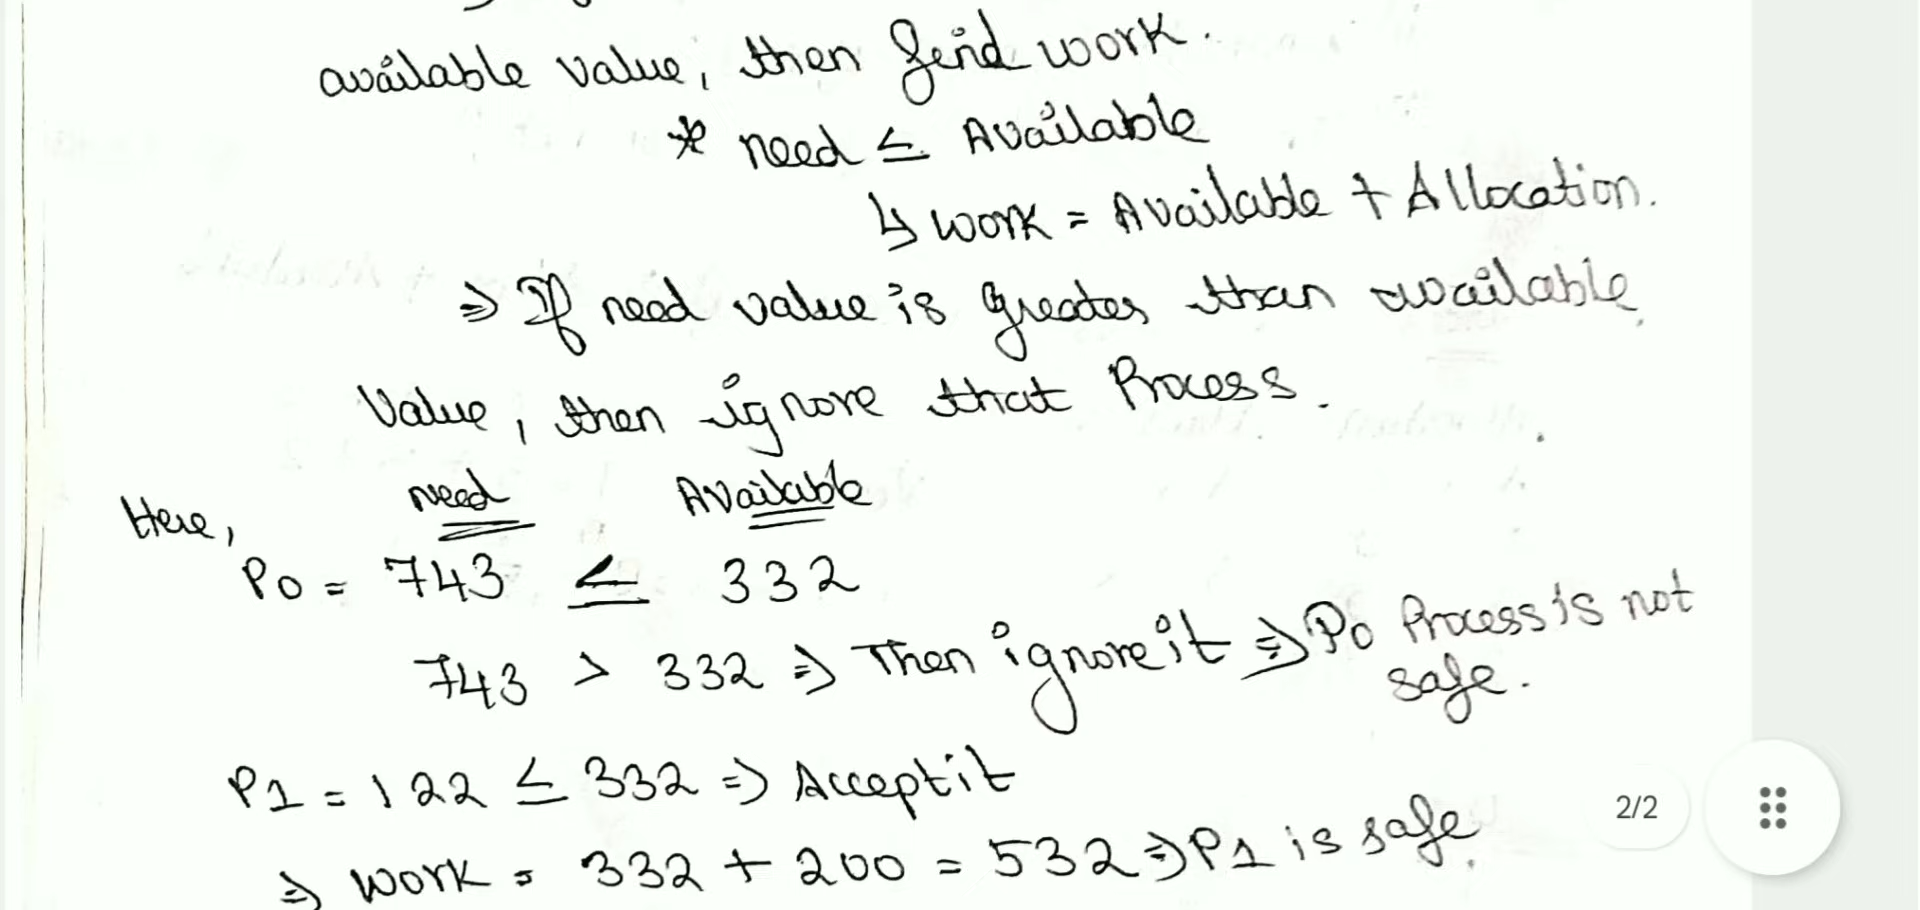 available value, then find work.
* need ≤ Available
↳ work = Available + Allocation.
⇒ If need value is greater than available
value, then ignore that Process.
Here, need Available
P0 = 743 ≤ 332
743 > 332 ⇒ Then ignore it ⇒ P0 Process is not
safe.
P1 = 122 ≤ 332 ⇒ Accept it
⇒ work = 332 + 200 = 532 ⇒ P1 is safe.
2/2